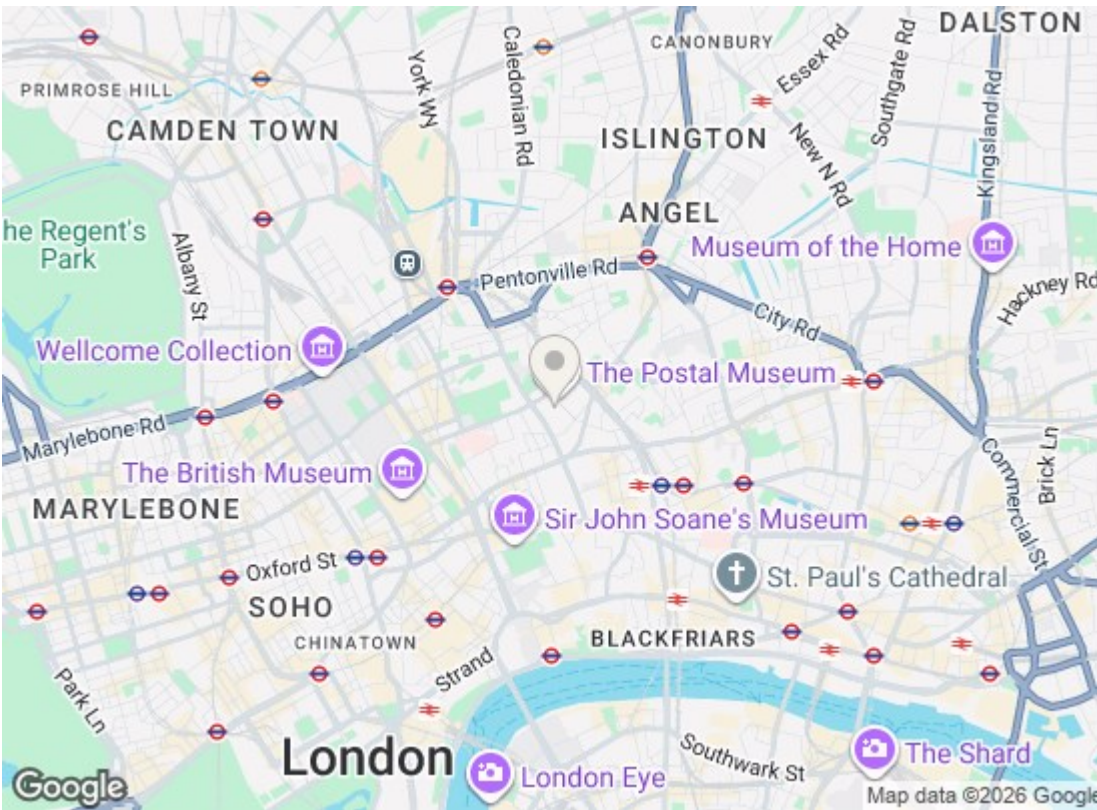 DALSTON
CANONBURY
Essex Rd
Southgate Rd
York Wy
Caledonian Rd
PRIMROSE HILL
CAMDEN TOWN
ISLINGTON
New N Rd
Kingsland Rd
ANGEL
he Regent's
Park
Albany St
Museum of the Home
Pentonville Rd
Hackney Rd
City Rd
Wellcome Collection
The Postal Museum
Marylebone Rd
The British Museum
Commercial St
Brick Ln
MARYLEBONE
Sir John Soane's Museum
Oxford St
St. Paul's Cathedral
SOHO
CHINATOWN
BLACKFRIARS
Strand
Park Ln
London
Southwark St
The Shard
London Eye
Google
Map data ©2026 Google